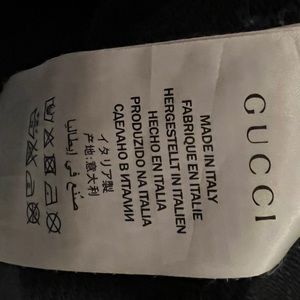 GUCCI
MADE IN ITALY
FABRIQUE EN ITALIE
HERGESTELLT IN ITALIEN
HECHO EN ITALIA
PRODUZIDO NA ITALIA
СДЕЛАНО В ИТАЛИИ
イタリア製
产地:意大利
صنع في إيطاليا